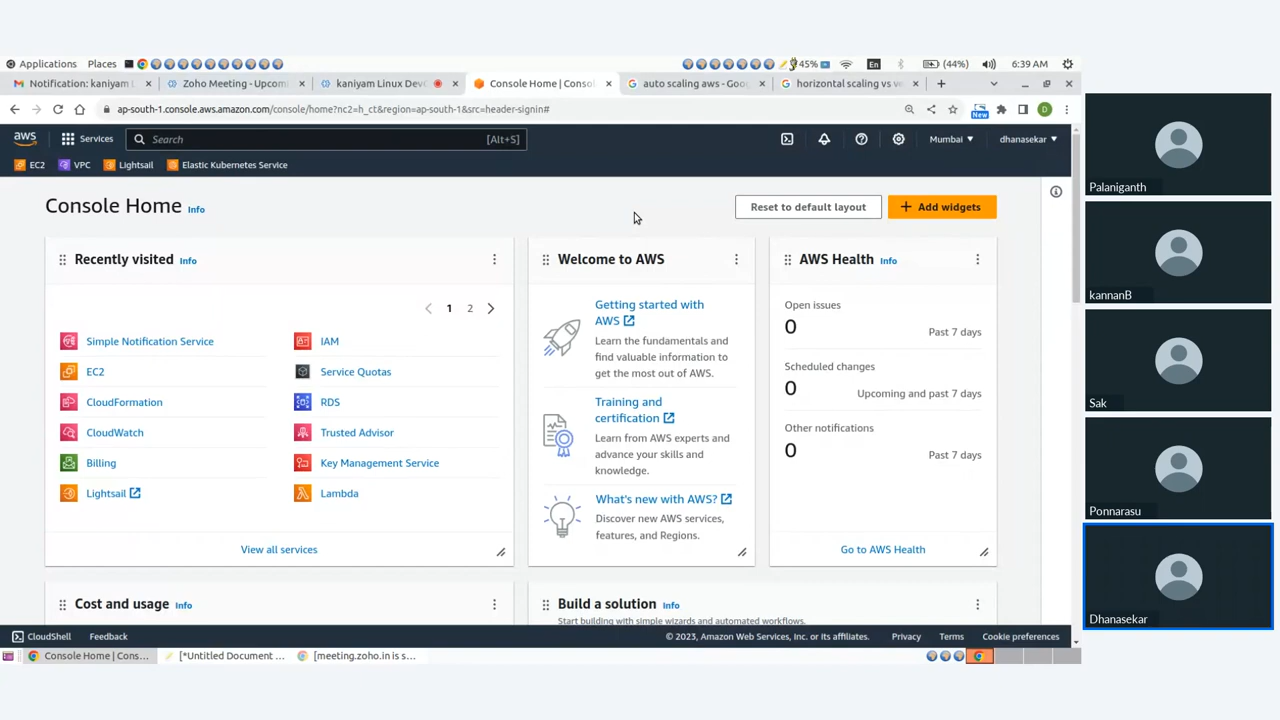 Applications Places 45% En (44%) 6:39 AM
Notification: kaniyam L Zoho Meeting - Upcomi kaniyam Linux DevO Console Home | Consol auto scaling aws - Goog horizontal scaling vs ve
ap-south-1.console.aws.amazon.com/console/home?nc2=h_ct&region=ap-south-1&src=header-signin# New D
aws Services Search [Alt+S] Mumbai dhanasekar
EC2 VPC Lightsail Elastic Kubernetes Service
Console Home Info Reset to default layout + Add widgets
Recently visited Info
1 2
Simple Notification Service IAM
EC2 Service Quotas
CloudFormation RDS
CloudWatch Trusted Advisor
Billing Key Management Service
Lightsail Lambda
View all services
Welcome to AWS
Getting started with
AWS
Learn the fundamentals and
find valuable information to
get the most out of AWS.
Training and
certification
Learn from AWS experts and
advance your skills and
knowledge.
What's new with AWS?
Discover new AWS services,
features, and Regions.
AWS Health Info
Open issues
0 Past 7 days
Scheduled changes
0 Upcoming and past 7 days
Other notifications
0 Past 7 days
Go to AWS Health
Cost and usage Info
Build a solution Info
Start building with simple wizards and automated workflows.
CloudShell Feedback © 2023, Amazon Web Services, Inc. or its affiliates. Privacy Terms Cookie preferences
Console Home | Cons... [*Untitled Document ... [meeting.zoho.in is s...
Palaniganth
kannanB
Sak
Ponnarasu
Dhanasekar